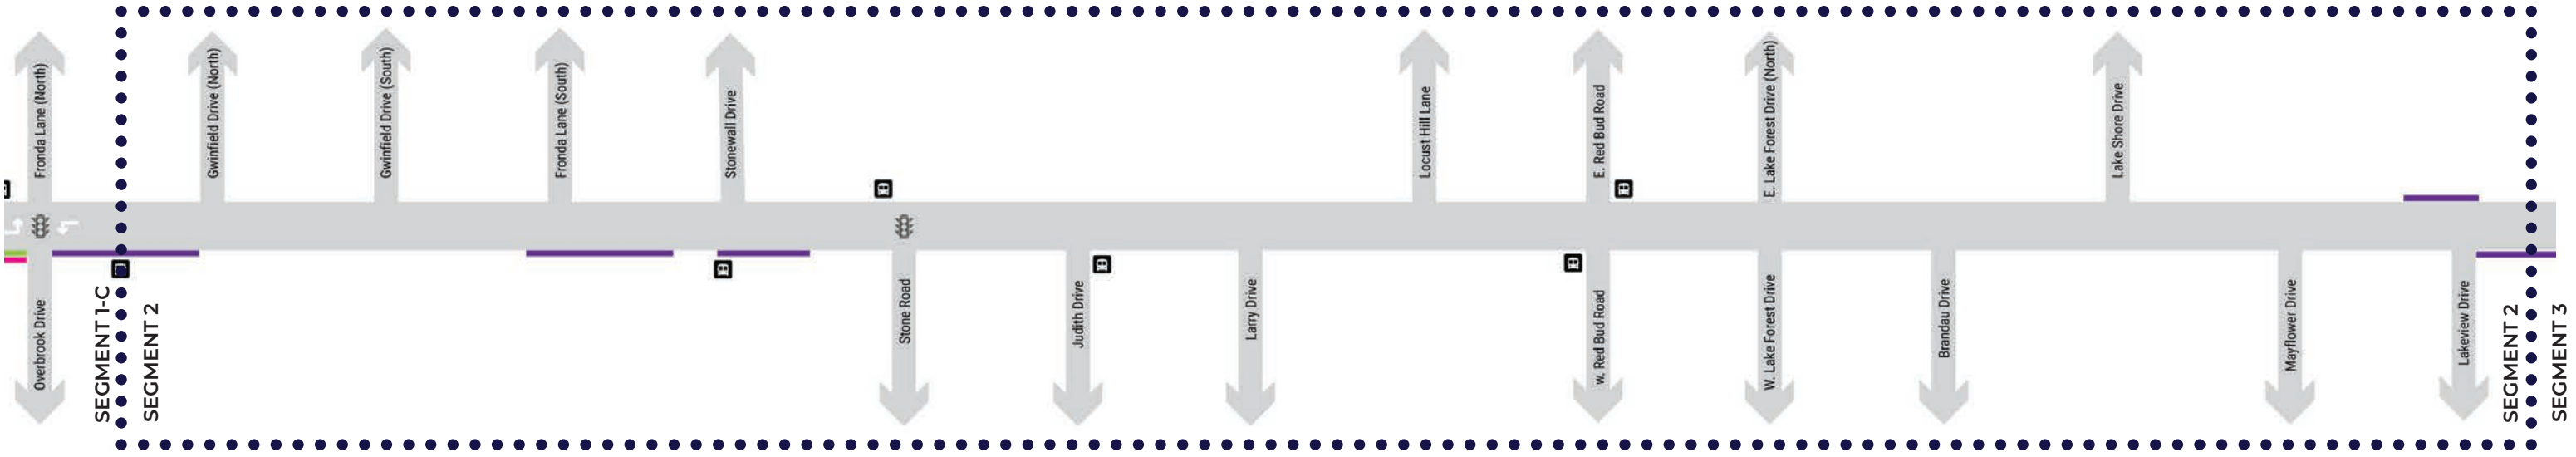 Fronda Lane (North)
Gwinfield Drive (North)
Gwinfield Drive (South)
Fronda Lane (South)
Stonewall Drive
Locust Hill Lane
E. Red Bud Road
E. Lake Forest Drive (North)
Lake Shore Drive
Overbrook Drive
SEGMENT 1-C
SEGMENT 2
Stone Road
Judith Drive
Larry Drive
w. Red Bud Road
W. Lake Forest Drive
Brandau Drive
Mayflower Drive
Lakeview Drive
SEGMENT 2
SEGMENT 3